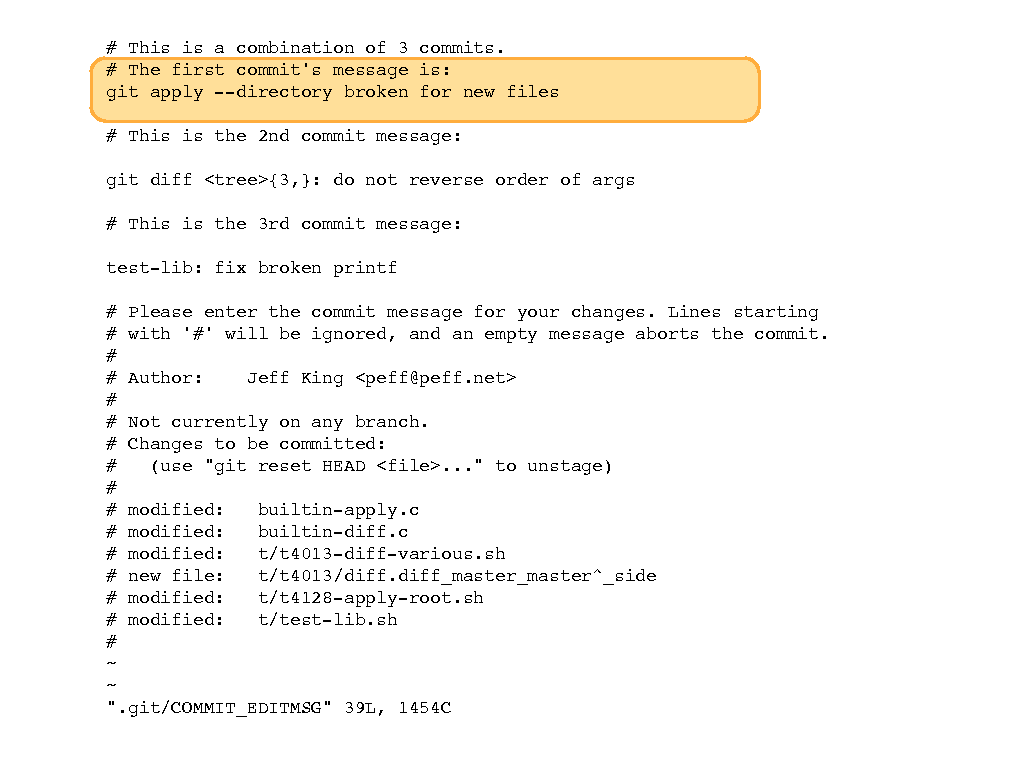 # This is a combination of 3 commits.
# The first commit's message is:
git apply --directory broken for new files
# This is the 2nd commit message:
git diff <tree>{3,}: do not reverse order of args
# This is the 3rd commit message:
test-lib: fix broken printf
# Please enter the commit message for your changes. Lines starting
# with '#' will be ignored, and an empty message aborts the commit.
#
# Author:    Jeff King <peff@peff.net>
#
# Not currently on any branch.
# Changes to be committed:
#   (use "git reset HEAD <file>..." to unstage)
#
# modified:   builtin-apply.c
# modified:   builtin-diff.c
# modified:   t/t4013-diff-various.sh
# new file:   t/t4013/diff.diff_master_master^_side
# modified:   t/t4128-apply-root.sh
# modified:   t/test-lib.sh
#
~
~
".git/COMMIT_EDITMSG" 39L, 1454C